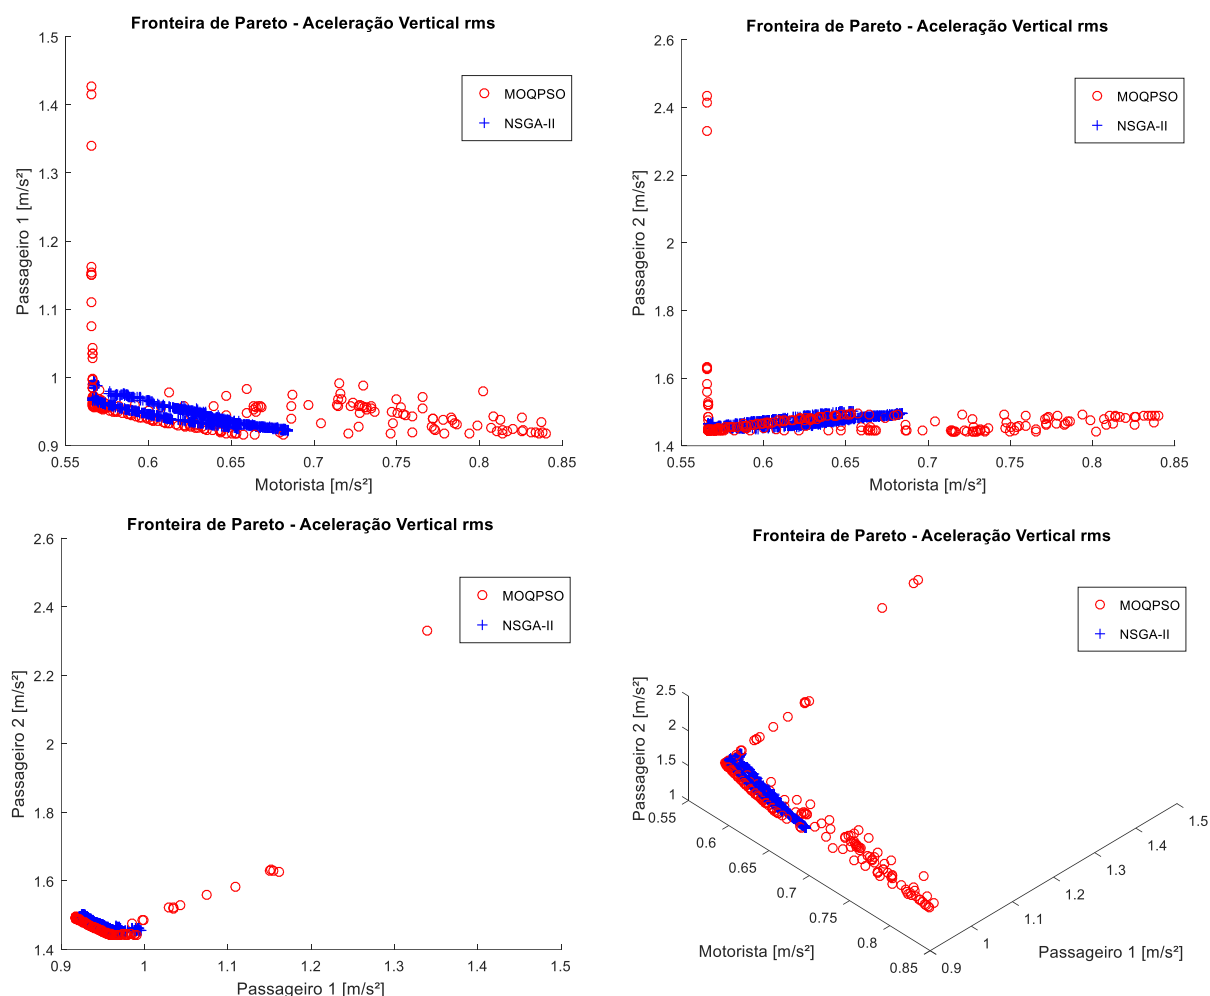 Fronteira de Pareto - Aceleração Vertical rms
1.5
1.4
1.3
1.2
1.1
1
0.9
Passageiro 1 [m/s²]
MOQPSO
NSGA-II
0.55 0.6 0.65 0.7 0.75 0.8 0.85
Motorista [m/s²]
Fronteira de Pareto - Aceleração Vertical rms
2.6
2.4
2.2
2
1.8
1.6
1.4
Passageiro 2 [m/s²]
MOQPSO
NSGA-II
0.55 0.6 0.65 0.7 0.75 0.8 0.85
Motorista [m/s²]
Fronteira de Pareto - Aceleração Vertical rms
2.6
2.4
2.2
2
1.8
1.6
1.4
Passageiro 2 [m/s²]
MOQPSO
NSGA-II
0.9 1 1.1 1.2 1.3 1.4 1.5
Passageiro 1 [m/s²]
Fronteira de Pareto - Aceleração Vertical rms
MOQPSO
NSGA-II
2.5
2
1.5
1
Passageiro 2 [m/s²]
0.55
0.6
0.65
0.7
0.75
0.8
0.85
Motorista [m/s²]
0.9
1
1.1
1.2
1.3
1.4
1.5
Passageiro 1 [m/s²]